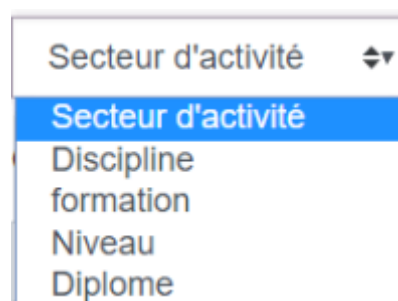 Secteur d'activité
Secteur d'activité
Discipline
formation
Niveau
Diplome